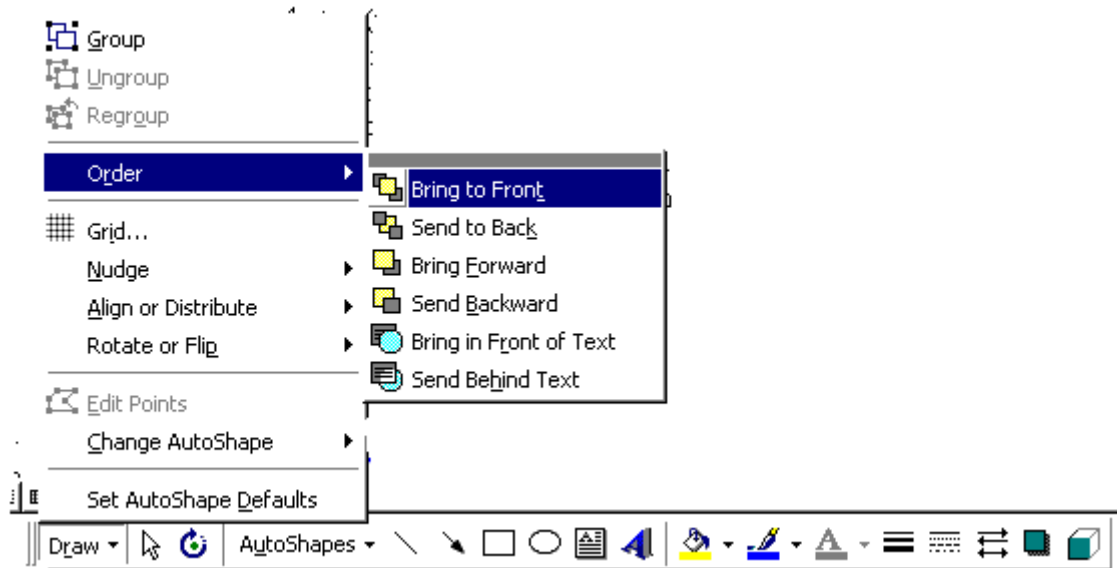 Group
Ungroup
Regroup
Order
Bring to Front
Send to Back
Bring Forward
Send Backward
Bring in Front of Text
Send Behind Text
Grid...
Nudge
Align or Distribute
Rotate or Flip
Edit Points
Change AutoShape
Set AutoShape Defaults
Draw AutoShapes